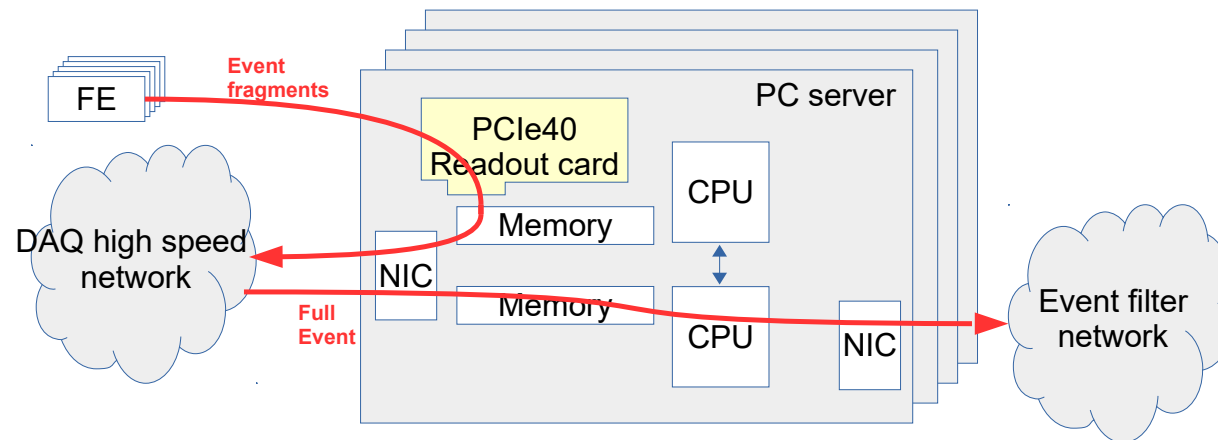 Event
fragments
FE
PC server
PCIe40
Readout card
CPU
Memory
DAQ high speed
network
NIC
Memory
Full
Event
CPU
NIC
Event filter
network